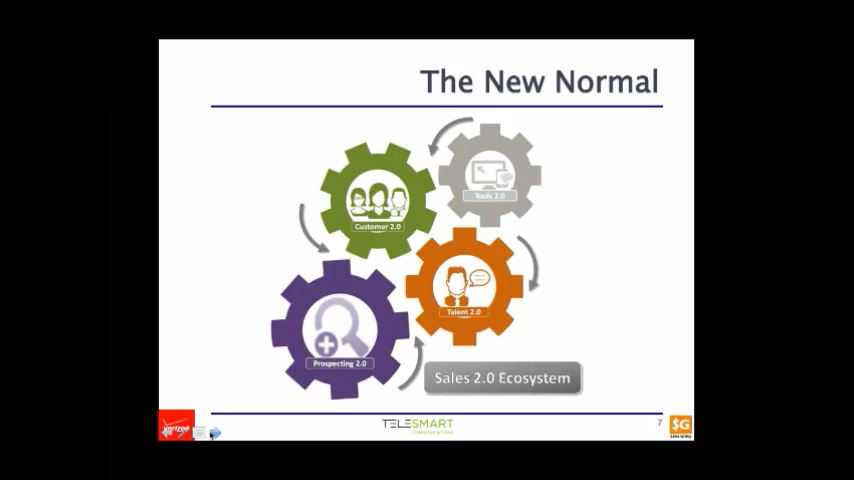 The New Normal
Tools 2.0
Customer 2.0
Talent 2.0
Prospecting 2.0
Sales 2.0 Ecosystem
verizon
TELESMART
7
$G